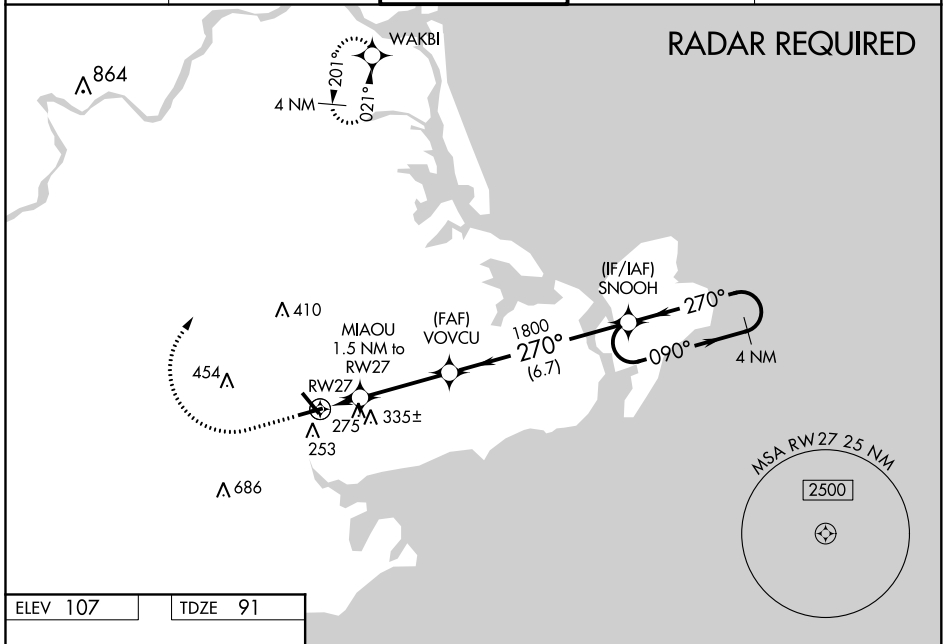 WAKBI
RADAR REQUIRED
864
201°
021°
4 NM
(IF/IAF)
SNOOH
270°
410
MIAOU
1.5 NM to
RW27
(FAF)
VOVCU
1800
270°
(6.7)
090°
4 NM
454
RW27
275
335±
253
686
MSA RW27 25 NM
2500
ELEV 107
TDZE 91